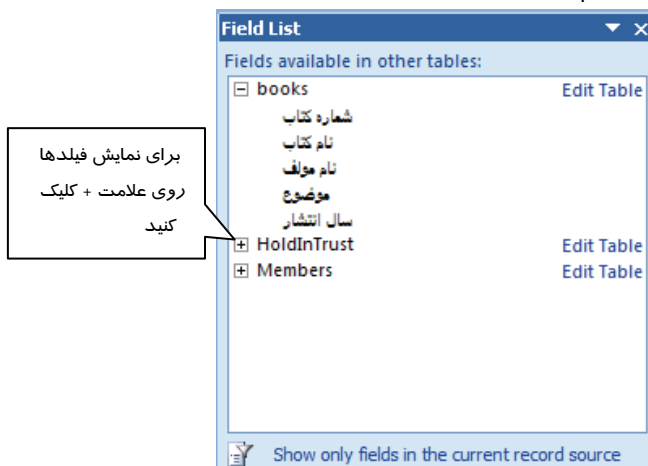 Field List
Fields available in other tables:
books Edit Table
شماره کتاب
نام کتاب
نام مولف
موضوع
سال انتشار
HoldInTrust Edit Table
Members Edit Table
Show only fields in the current record source
برای نمایش فیلدها
روی علامت + کلیک
کنید